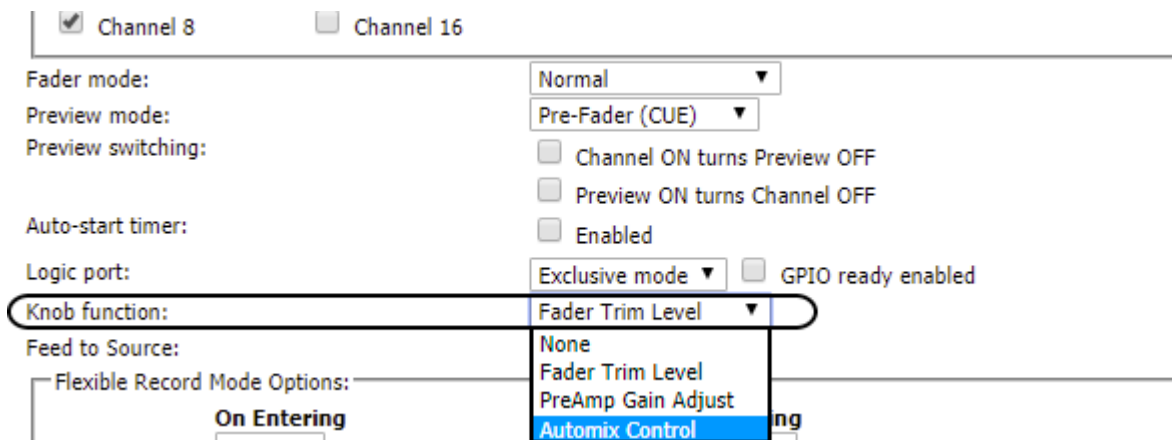 Channel 8 Channel 16
Fader mode: Normal
Preview mode: Pre-Fader (CUE)
Preview switching: Channel ON turns Preview OFF
Preview ON turns Channel OFF
Auto-start timer: Enabled
Logic port: Exclusive mode GPIO ready enabled
Knob function: Fader Trim Level
None
Feed to Source:
Fader Trim Level
Flexible Record Mode Options:
PreAmp Gain Adjust
On Entering ng
Automix Control